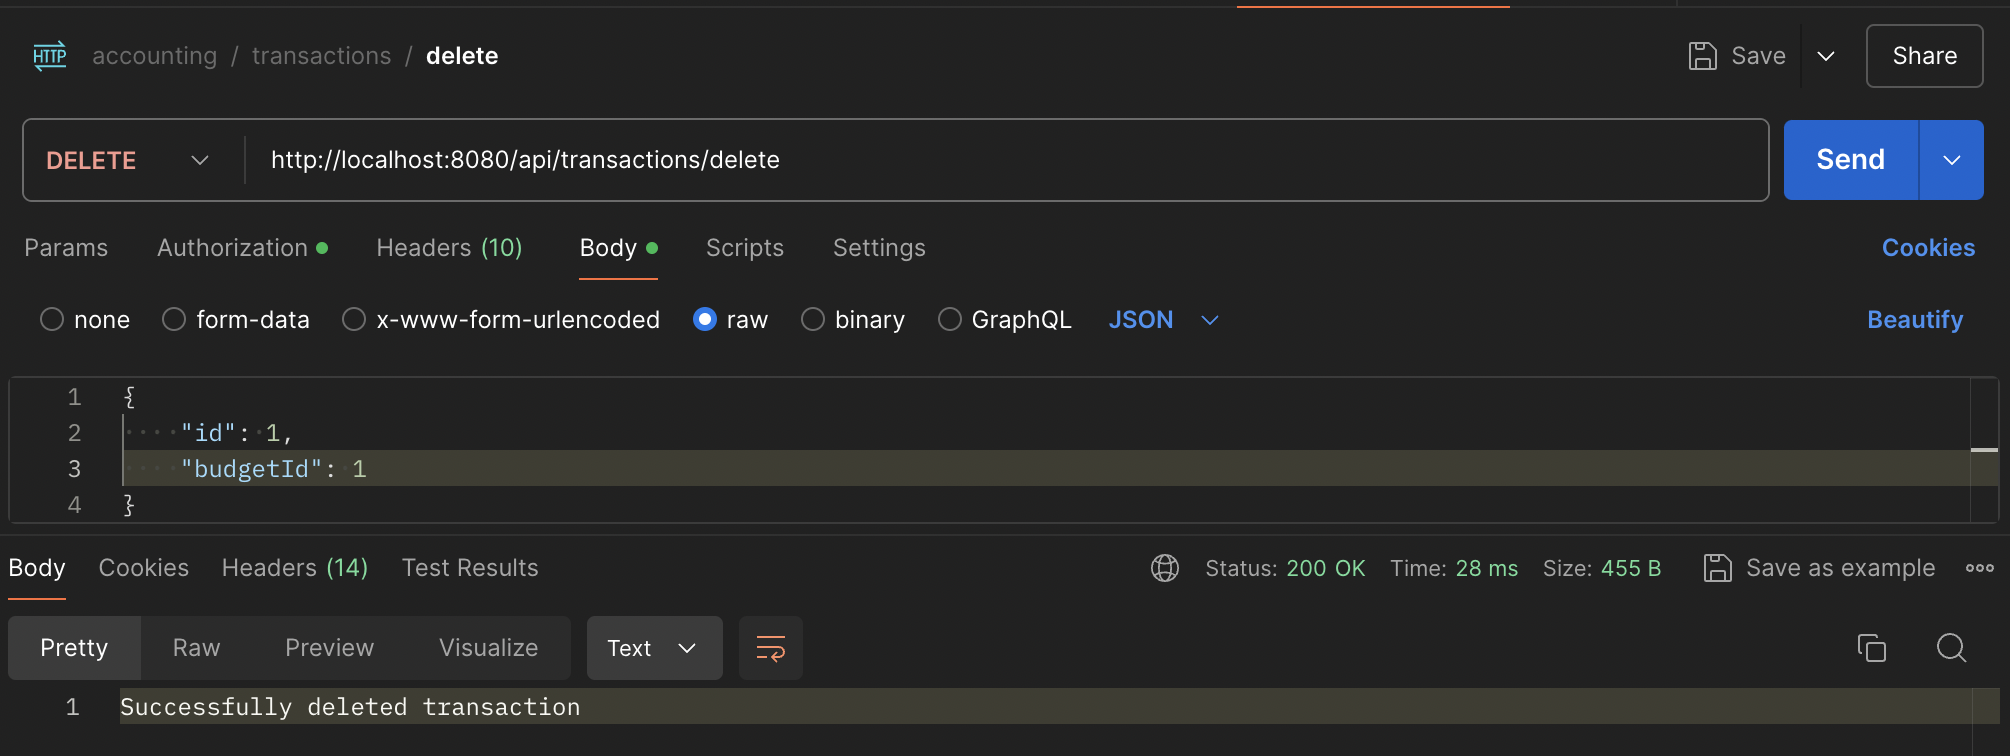 HTTP accounting / transactions / delete Save Share
DELETE http://localhost:8080/api/transactions/delete Send
Params Authorization Headers (10) Body Scripts Settings Cookies
none form-data x-www-form-urlencoded raw binary GraphQL JSON Beautify
1 {
2 "id": 1,
3 "budgetId": 1
4 }
Body Cookies Headers (14) Test Results Status: 200 OK Time: 28 ms Size: 455 B Save as example
Pretty Raw Preview Visualize Text
1 Successfully deleted transaction